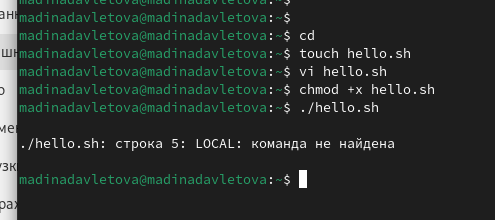 madinadavletova@madinadavletova:~$
madinadavletova@madinadavletova:~$ cd
madinadavletova@madinadavletova:~$ touch hello.sh
madinadavletova@madinadavletova:~$ vi hello.sh
madinadavletova@madinadavletova:~$ chmod +x hello.sh
madinadavletova@madinadavletova:~$ ./hello.sh
./hello.sh: строка 5: LOCAL: команда не найдена
madinadavletova@madinadavletova:~$